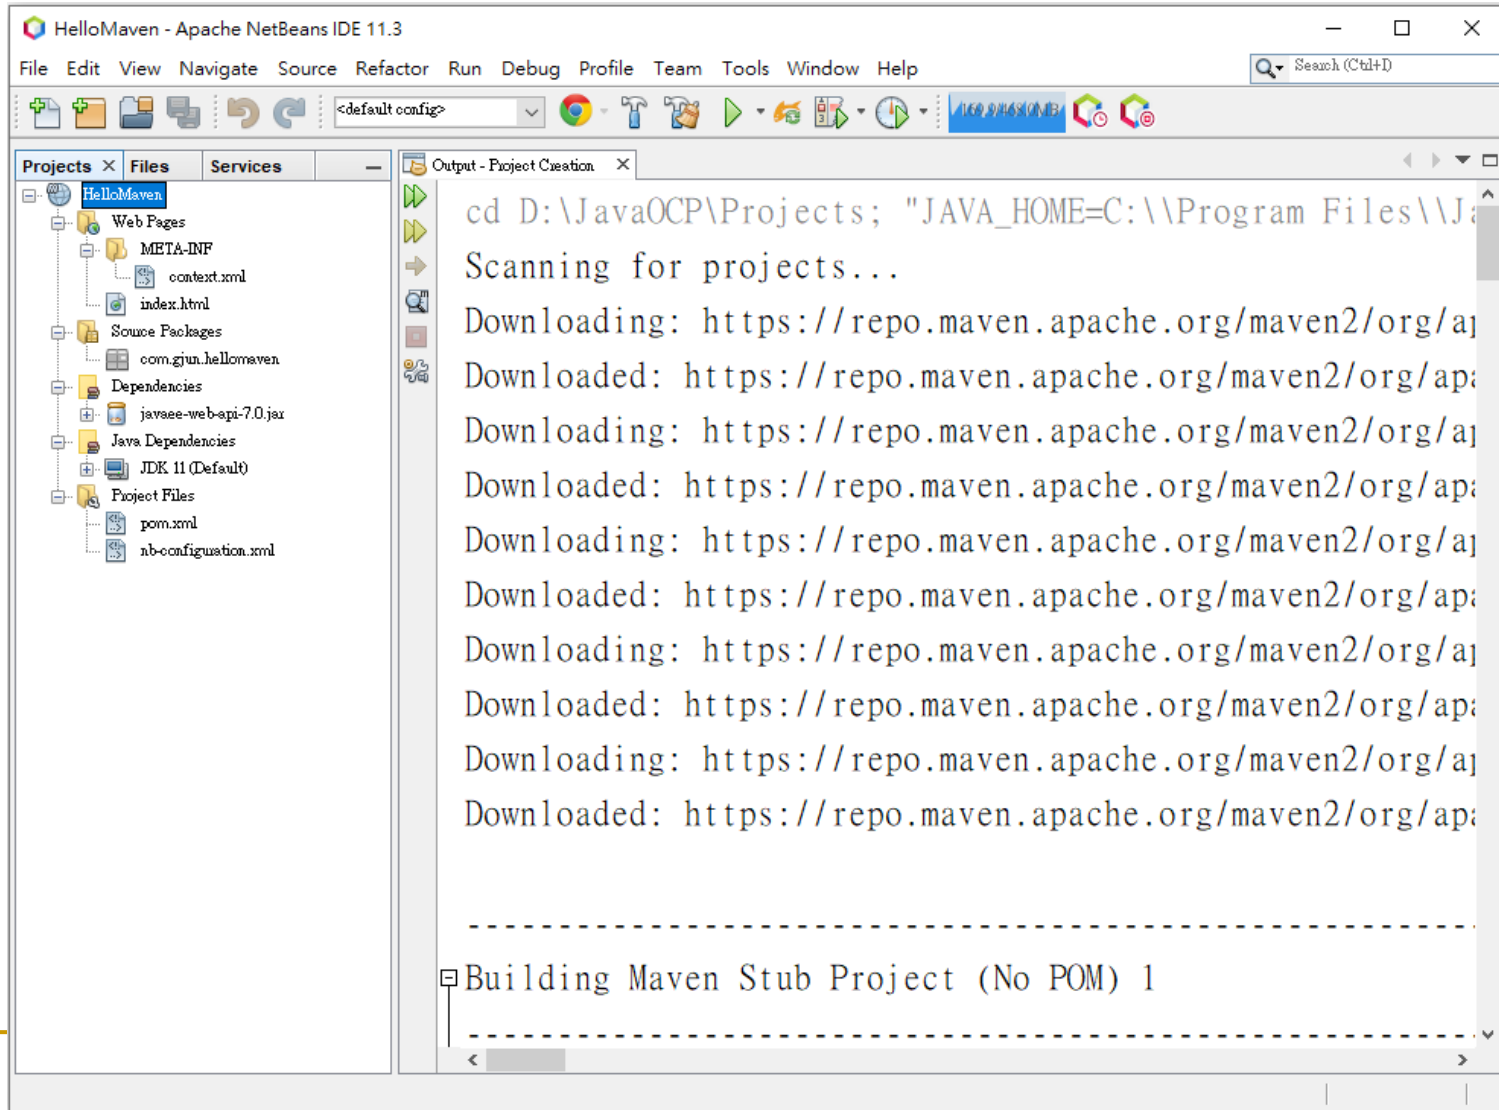 HelloMaven - Apache NetBeans IDE 11.3
File Edit View Navigate Source Refactor Run Debug Profile Team Tools Window Help
Search (Ctrl+I)
<default config>
Projects Files Services
Output - Project Creation
HelloMaven
Web Pages
META-INF
context.xml
index.html
Source Packages
com.gjun.hellomaven
Dependencies
javaee-web-api-7.0.jar
Java Dependencies
JDK 11 (Default)
Project Files
pom.xml
nb-configuration.xml
cd D:\JavaOCP\Projects; "JAVA_HOME=C:\\Program Files\\Ja
Scanning for projects...
Downloading: https://repo.maven.apache.org/maven2/org/ap
Downloaded: https://repo.maven.apache.org/maven2/org/apa
Downloading: https://repo.maven.apache.org/maven2/org/ap
Downloaded: https://repo.maven.apache.org/maven2/org/apa
Downloading: https://repo.maven.apache.org/maven2/org/ap
Downloaded: https://repo.maven.apache.org/maven2/org/apa
Downloading: https://repo.maven.apache.org/maven2/org/ap
Downloaded: https://repo.maven.apache.org/maven2/org/apa
Downloading: https://repo.maven.apache.org/maven2/org/ap
Downloaded: https://repo.maven.apache.org/maven2/org/apa
--------------------------------------------------------
Building Maven Stub Project (No POM) 1
--------------------------------------------------------